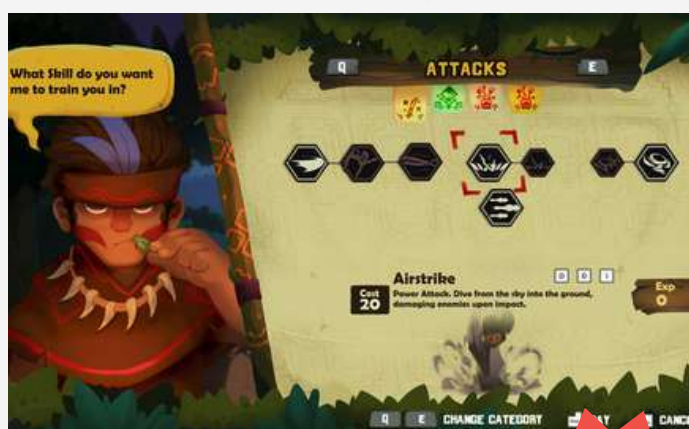 What Skill do you want
me to train you in?
Q
ATTACKS
E
Airstrike
Cost
20
Power Attack. Dive from the sky into the ground,
damaging enemies upon impact.
Exp
0
Q E CHANGE CATEGORY